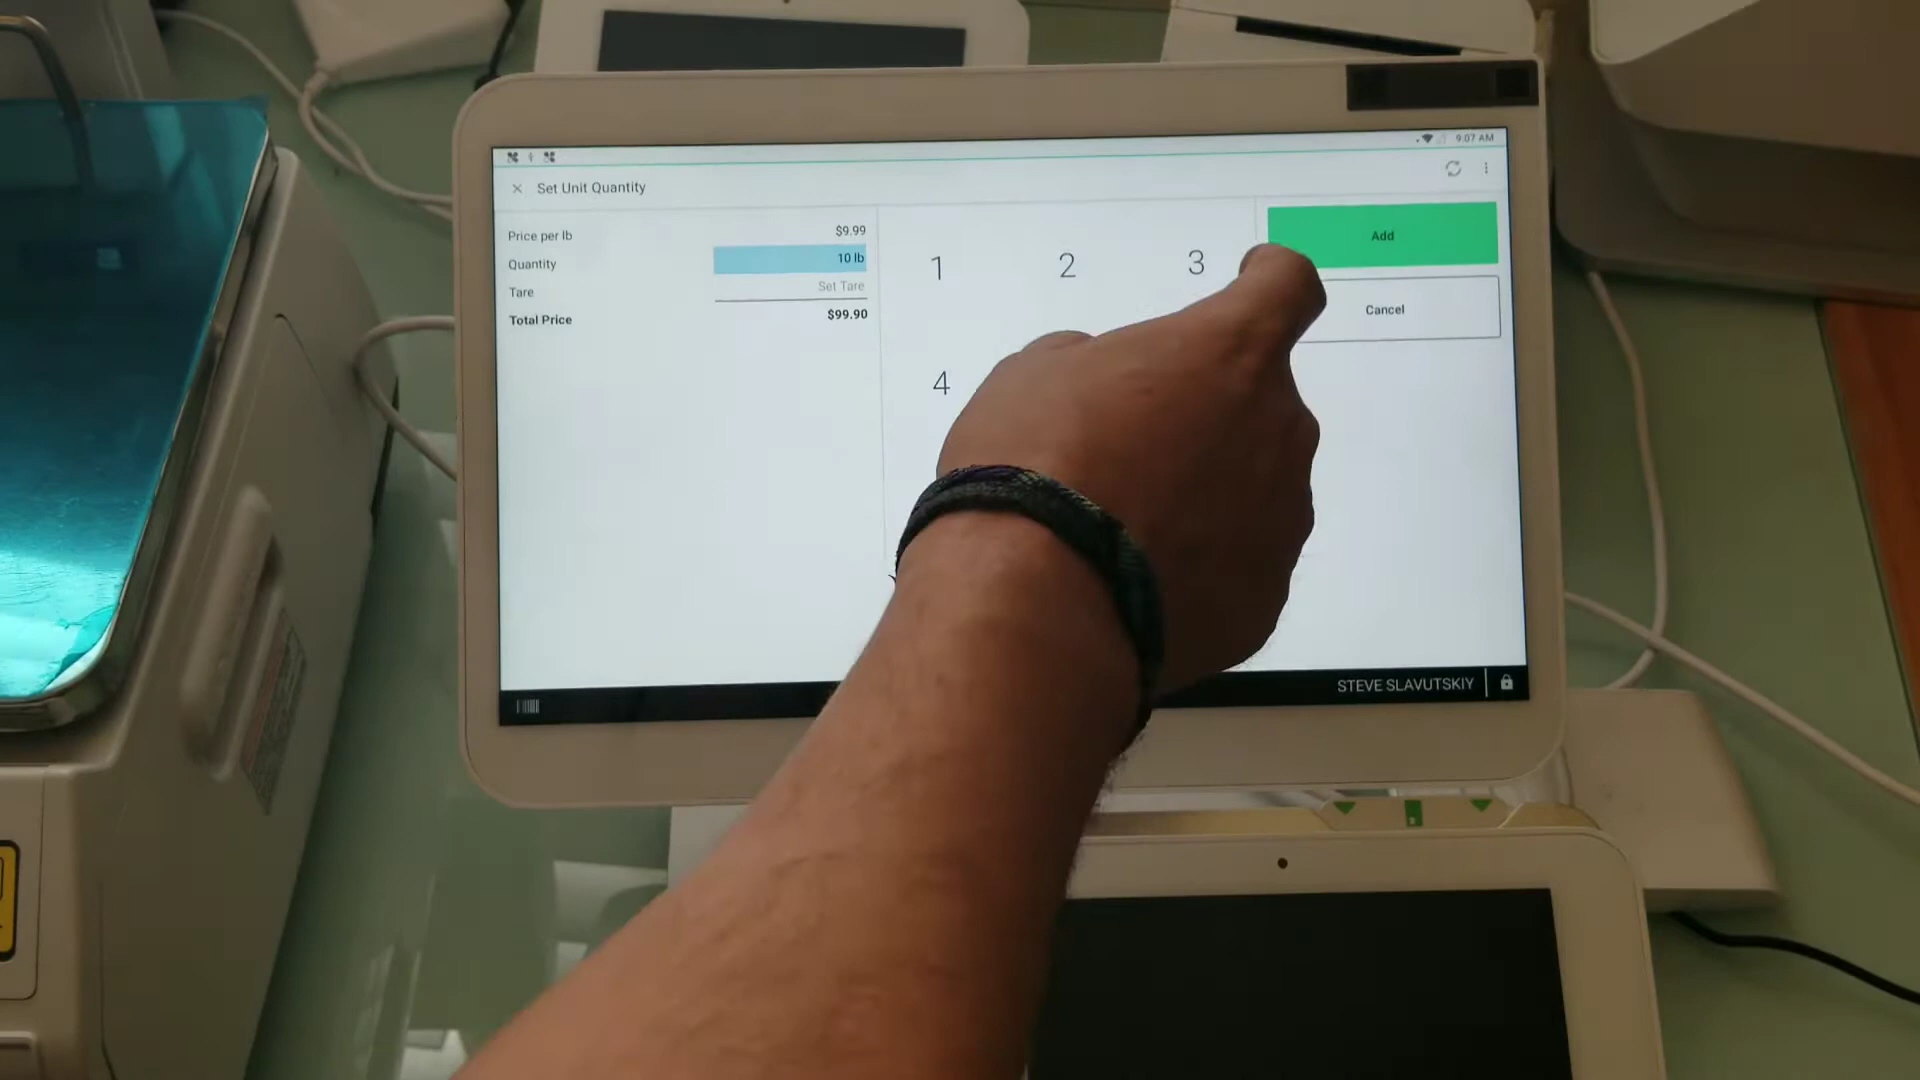 9:07 AM
× Set Unit Quantity
Price per lb $9.99
Quantity 10 lb
Tare Set Tare
Total Price $99.90
1 2 3
4
Add
Cancel
STEVE SLAVUTSKIY